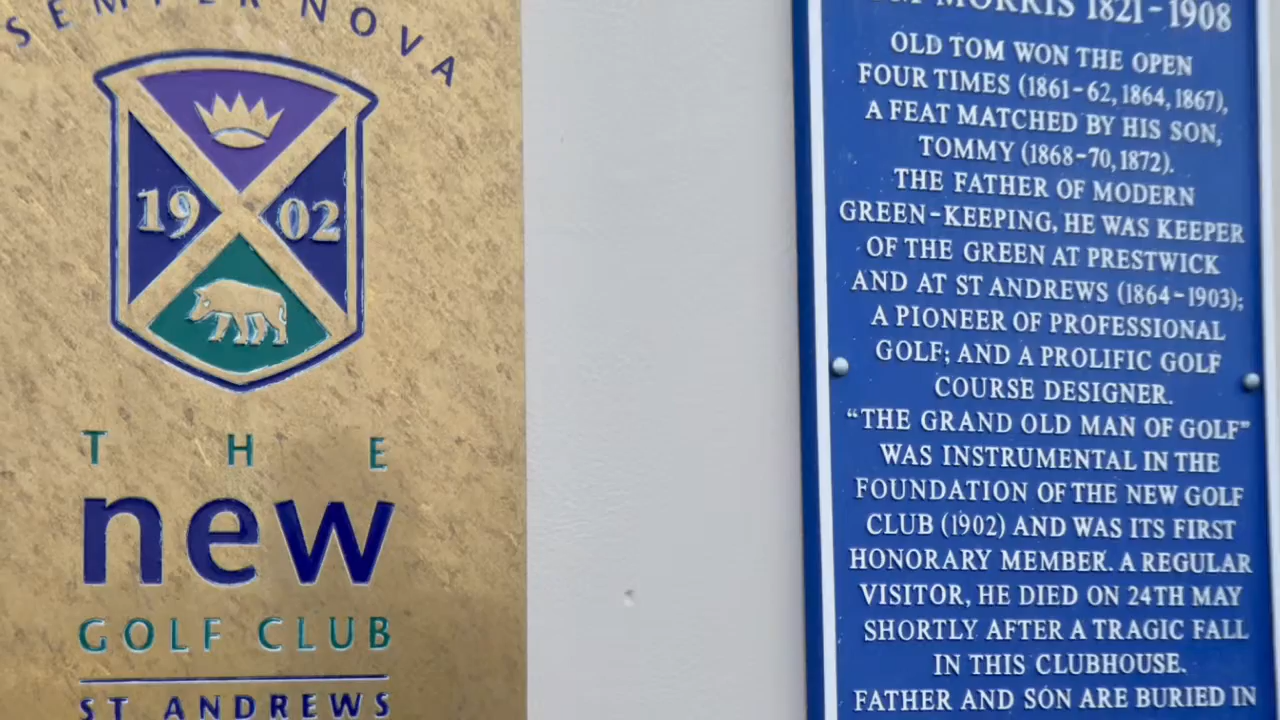 SEMPER NOVA
19 02
THE
new
GOLF CLUB
ST ANDREWS
MORRIS 1821-1908
OLD TOM WON THE OPEN
FOUR TIMES (1861-62, 1864, 1867),
A FEAT MATCHED BY HIS SON,
TOMMY (1868-70, 1872).
THE FATHER OF MODERN
GREEN-KEEPING, HE WAS KEEPER
OF THE GREEN AT PRESTWICK
AND AT ST ANDREWS (1864-1903);
A PIONEER OF PROFESSIONAL
GOLF; AND A PROLIFIC GOLF
COURSE DESIGNER.
“THE GRAND OLD MAN OF GOLF”
WAS INSTRUMENTAL IN THE
FOUNDATION OF THE NEW GOLF
CLUB (1902) AND WAS ITS FIRST
HONORARY MEMBER. A REGULAR
VISITOR, HE DIED ON 24TH MAY
SHORTLY AFTER A TRAGIC FALL
IN THIS CLUBHOUSE.
FATHER AND SON ARE BURIED IN